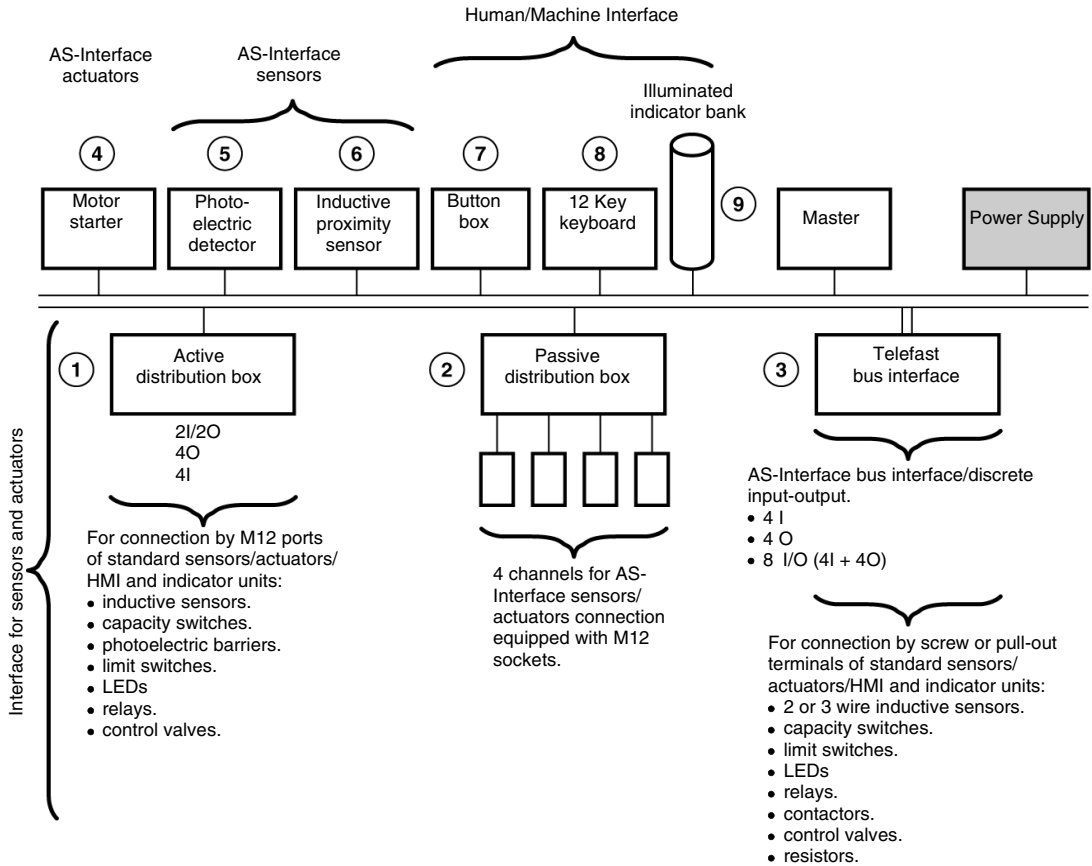 Human/Machine Interface
AS-Interface
actuators
AS-Interface
sensors
Illuminated
indicator bank
4
5
6
7
8
9
Motor
starter
Photo-
electric
detector
Inductive
proximity
sensor
Button
box
12 Key
keyboard
Master
Power Supply
Interface for sensors and actuators
1
Active
distribution box
2I/2O
4O
4I
For connection by M12 ports
of standard sensors/actuators/
HMI and indicator units:
• inductive sensors.
• capacity switches.
• photoelectric barriers.
• limit switches.
• LEDs
• relays.
• control valves.
2
Passive
distribution box
4 channels for AS-
Interface sensors/
actuators connection
equipped with M12
sockets.
3
Telefast
bus interface
AS-Interface bus interface/discrete
input-output.
• 4 I
• 4 O
• 8 I/O (4I + 4O)
For connection by screw or pull-out
terminals of standard sensors/
actuators/HMI and indicator units:
• 2 or 3 wire inductive sensors.
• capacity switches.
• limit switches.
• LEDs
• relays.
• contactors.
• control valves.
• resistors.